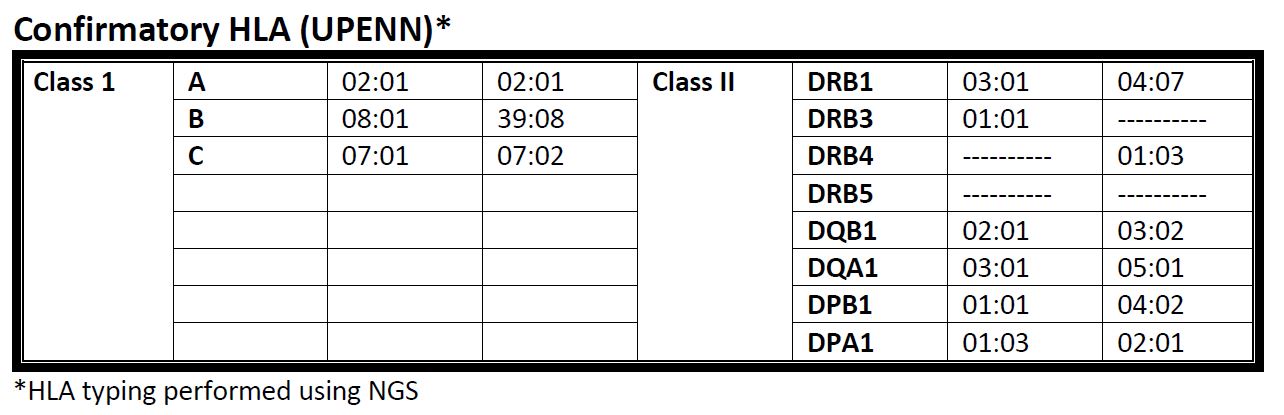 Confirmatory HLA (UPENN)*
Class 1 A 02:01 02:01 Class II DRB1 03:01 04:07
B 08:01 39:08 DRB3 01:01 ----------
C 07:01 07:02 DRB4 ---------- 01:03
DRB5 ---------- ----------
DQB1 02:01 03:02
DQA1 03:01 05:01
DPB1 01:01 04:02
DPA1 01:03 02:01
*HLA typing performed using NGS